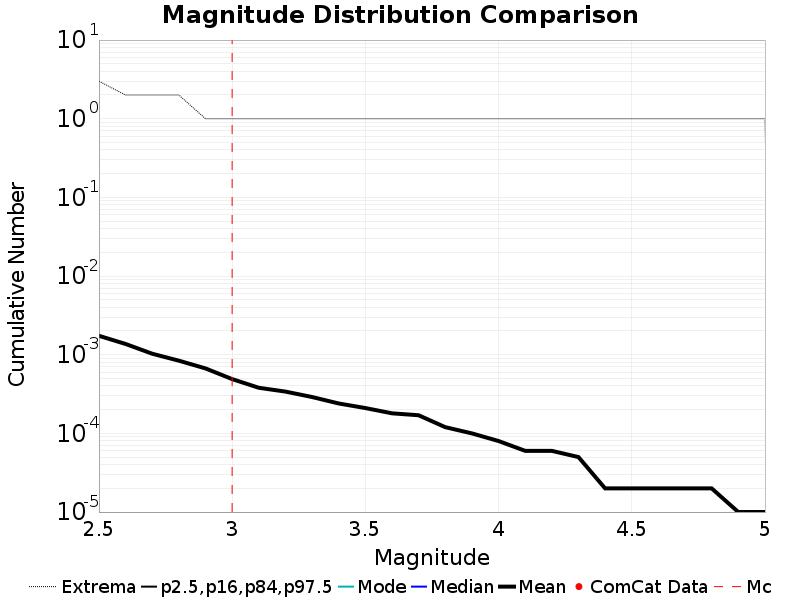 Magnitude Distribution Comparison
10^1
10^0
10^-1
10^-2
10^-3
10^-4
10^-5
Cumulative Number
2.5 3 3.5 4 4.5 5
Magnitude
Extrema p2.5,p16,p84,p97.5 Mode Median Mean ComCat Data Mc